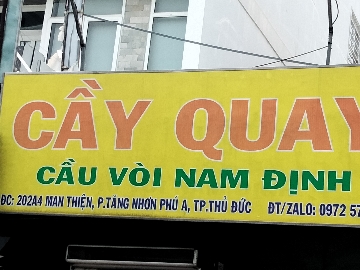 CẦY QUAY
CẦU VÒI NAM ĐỊNH
ĐC: 202A4 MAN THIỆN, P.TĂNG NHƠN PHÚ A, TP.THỦ ĐỨC ĐT/ZALO: 0972 57